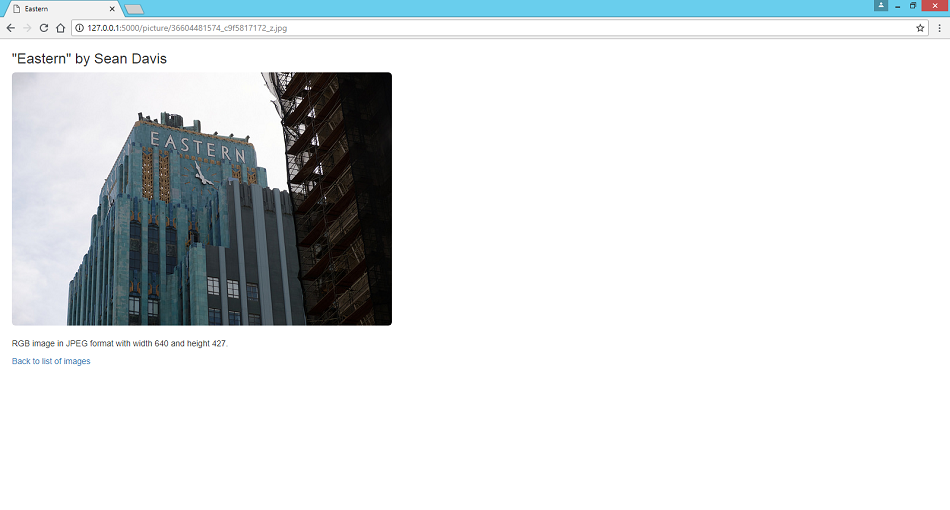 Eastern
127.0.0.1:5000/picture/36604481574_c9f5817172_z.jpg
"Eastern" by Sean Davis
EASTERN
RGB image in JPEG format with width 640 and height 427.
Back to list of images